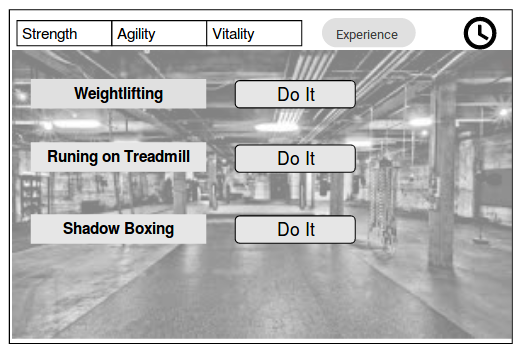 Strength Agility Vitality Experience
Weightlifting Do It
Runing on Treadmill Do It
Shadow Boxing Do It